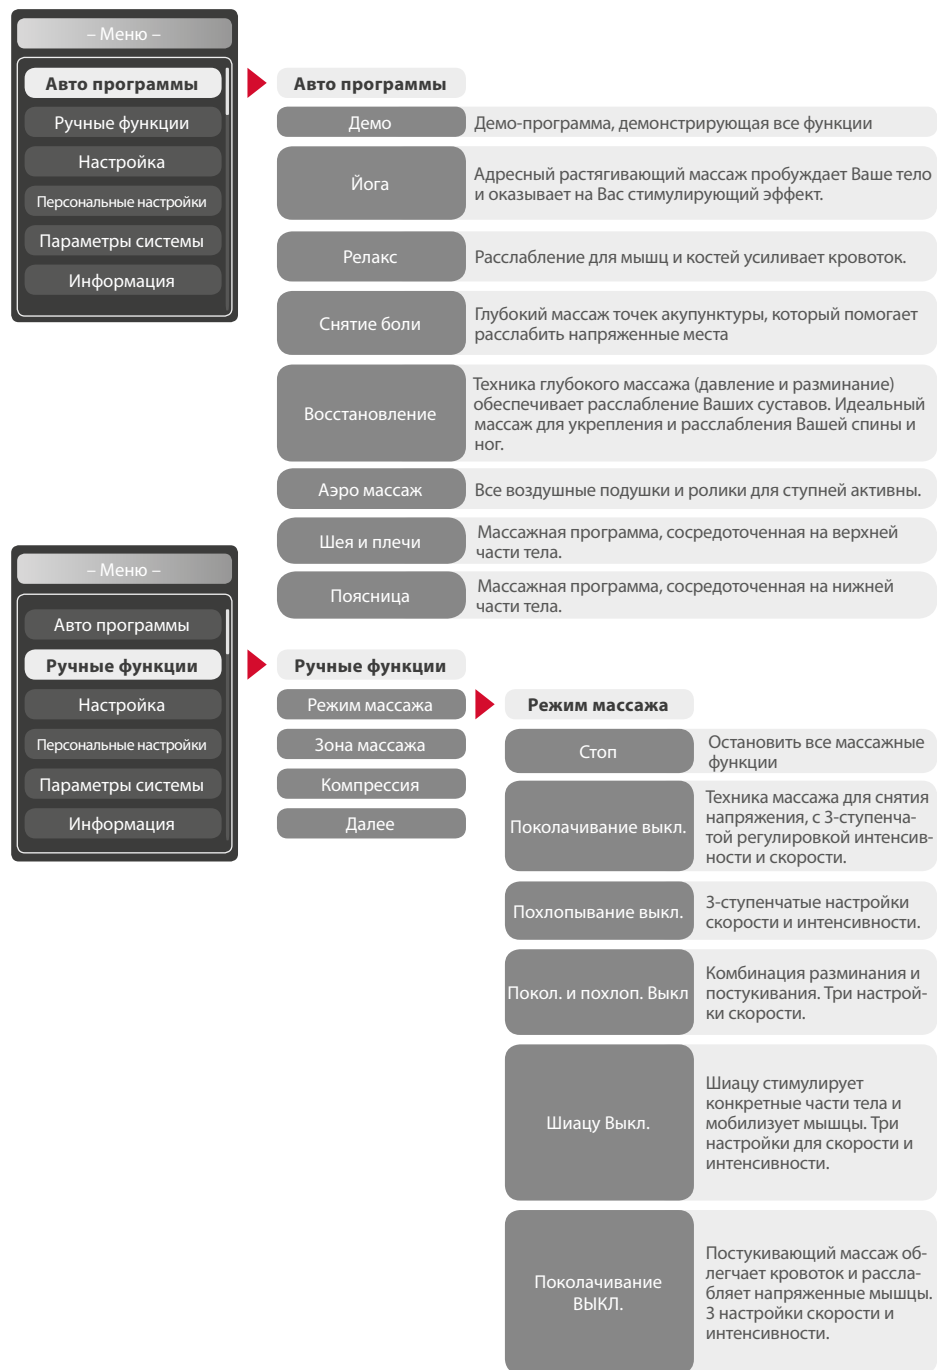 – Меню –
Авто программы
Ручные функции
Настройка
Персональные настройки
Параметры системы
Информация
Авто программы
Демо
Демо-программа, демонстрирующая все функции
Йога
Адресный растягивающий массаж пробуждает Ваше тело
и оказывает на Вас стимулирующий эффект.
Релакс
Расслабление для мышц и костей усиливает кровоток.
Снятие боли
Глубокий массаж точек акупунктуры, который помогает
расслабить напряженные места
Восстановление
Техника глубокого массажа (давление и разминание)
обеспечивает расслабление Ваших суставов. Идеальный
массаж для укрепления и расслабления Вашей спины и
ног.
Аэро массаж
Все воздушные подушки и ролики для ступней активны.
Шея и плечи
Массажная программа, сосредоточенная на верхней
части тела.
Поясница
Массажная программа, сосредоточенная на нижней
части тела.
– Меню –
Авто программы
Ручные функции
Настройка
Персональные настройки
Параметры системы
Информация
Ручные функции
Режим массажа
Зона массажа
Компрессия
Далее
Режим массажа
Стоп
Остановить все массажные
функции
Поколачивание выкл.
Техника массажа для снятия
напряжения, с 3-ступенча-
той регулировкой интенсив-
ности и скорости.
Похлопывание выкл.
3-ступенчатые настройки
скорости и интенсивности.
Покол. и похлоп. Выкл
Комбинация разминания и
постукивания. Три настрой-
ки скорости.
Шиацу Выкл.
Шиацу стимулирует
конкретные части тела и
мобилизует мышцы. Три
настройки для скорости и
интенсивности.
Поколачивание
ВЫКЛ.
Постукивающий массаж об-
легчает кровоток и рассла-
бляет напряженные мышцы.
3 настройки скорости и
интенсивности.